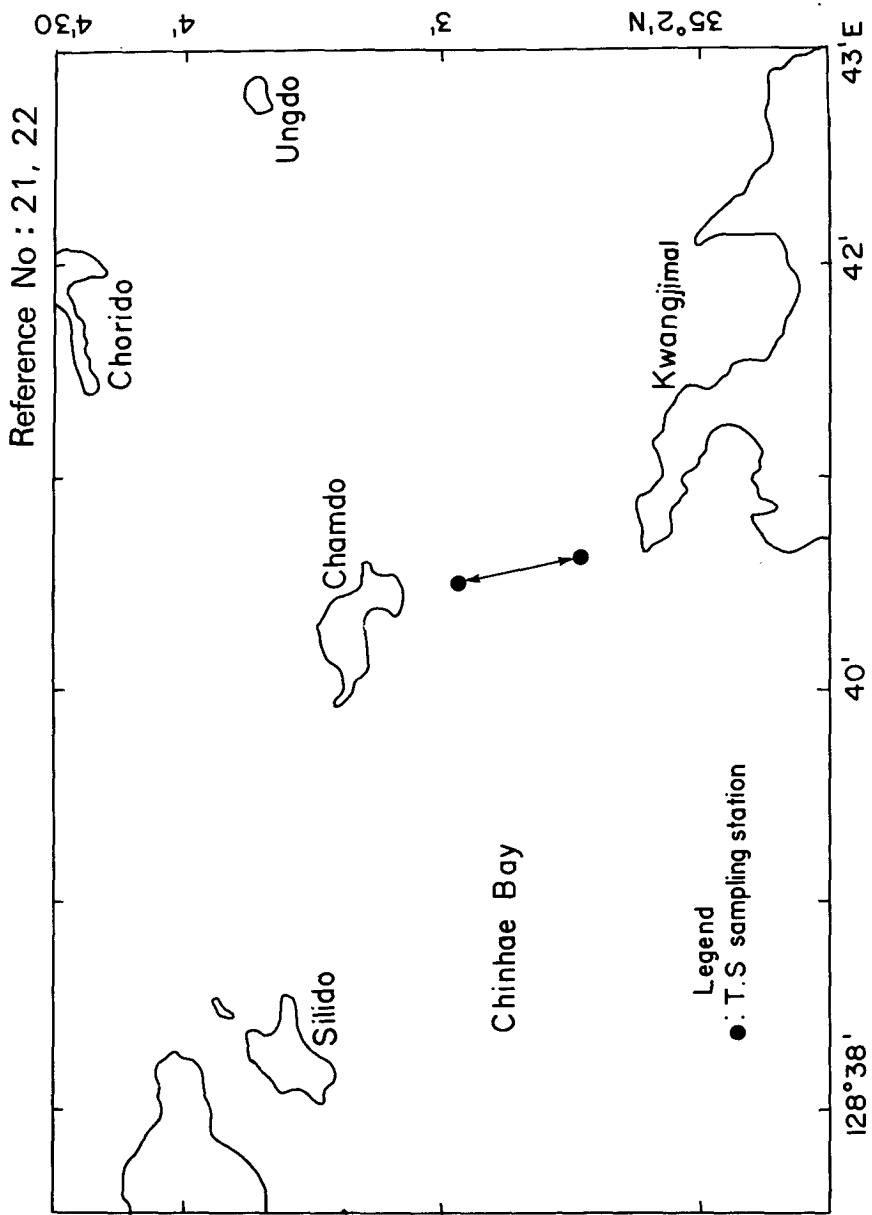 Reference No : 21, 22
4'30
4'
3'
35°2'N
Chorido
Ungdo
Chamdo
Silido
Chinhae Bay
Kwangjimal
Legend
● : T.S sampling station
128°38'
40'
42'
43'E